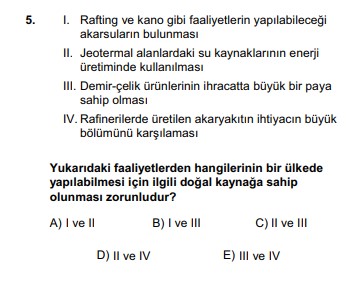 5. I. Rafting ve kano gibi faaliyetlerin yapılabileceği
akarsuların bulunması
II. Jeotermal alanlardaki su kaynaklarının enerji
üretiminde kullanılması
III. Demir-çelik ürünlerinin ihracatta büyük bir paya
sahip olması
IV. Rafinerilerde üretilen akaryakıtın ihtiyacın büyük
bölümünü karşılaması
Yukarıdaki faaliyetlerden hangilerinin bir ülkede
yapılabilmesi için ilgili doğal kaynağa sahip
olunması zorunludur?
A) I ve II B) I ve III C) II ve III
D) II ve IV E) III ve IV